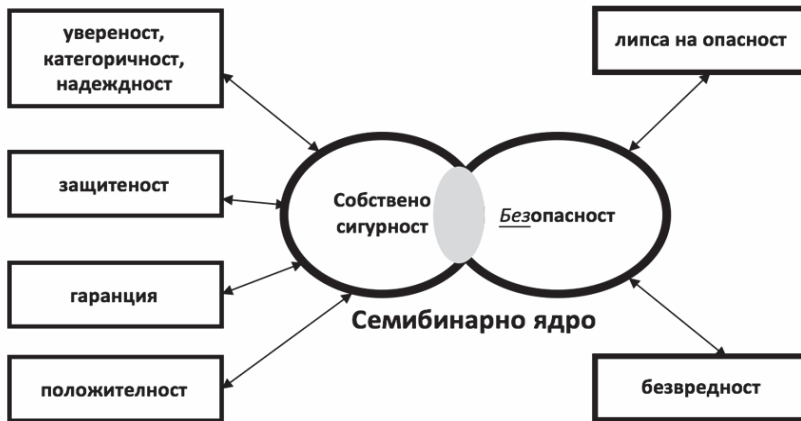 увереност,
категоричност,
надеждност
защитеност
гаранция
положителност
Собствено
сигурност
Безопасност
Семибинарно ядро
липса на опасност
безвредност